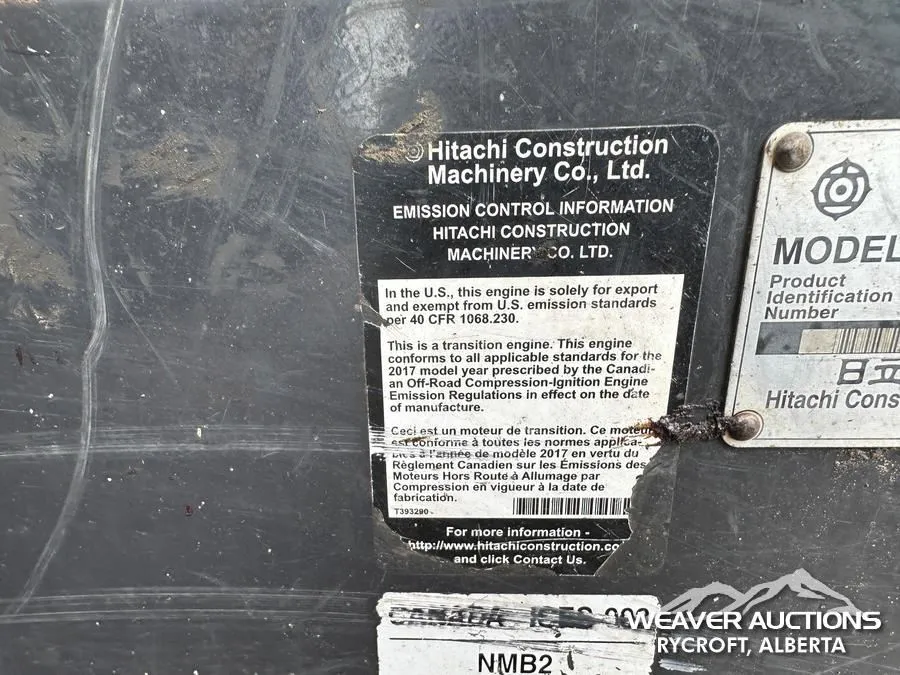 Hitachi Construction
Machinery Co., Ltd.
EMISSION CONTROL INFORMATION
HITACHI CONSTRUCTION
MACHINERY CO. LTD.
In the U.S., this engine is solely for export
and exempt from U.S. emission standards
per 40 CFR 1068.230.
This is a transition engine. This engine
conforms to all applicable standards for the
2017 model year prescribed by the Canadi-
an Off-Road Compression-Ignition Engine
Emission Regulations in effect on the date
of manufacture.
Ceci est un moteur de transition. Ce moteur
est conforme à toutes les normes applica-
bles à l'année de modèle 2017 en vertu du
Règlement Canadien sur les Émissions des
Moteurs Hors Route à Allumage par
Compression en vigueur à la date de
fabrication.
T393290
For more information -
http://www.hitachiconstruction.co
and click Contact Us.
CANADA ICES-003
NMB2
MODEL
Product
Identification
Number
日立
Hitachi Cons
WEAVER AUCTIONS
RYCROFT, ALBERTA